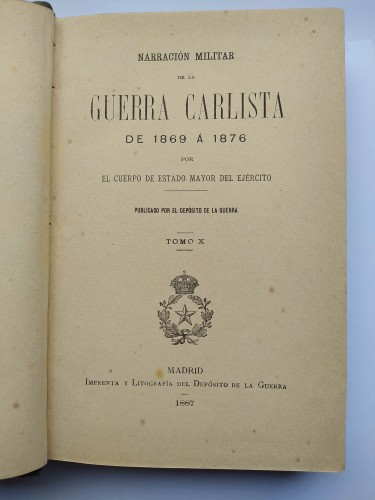 NARRACIÓN MILITAR
DE LA
GUERRA CARLISTA
DE 1869 Á 1876
POR
EL CUERPO DE ESTADO MAYOR DEL EJÉRCITO
PUBLICADO POR EL DEPÓSITO DE LA GUERRA
TOMO X
MADRID
IMPRENTA Y LITOGRAFÍA DEL DEPÓSITO DE LA GUERRA
1887